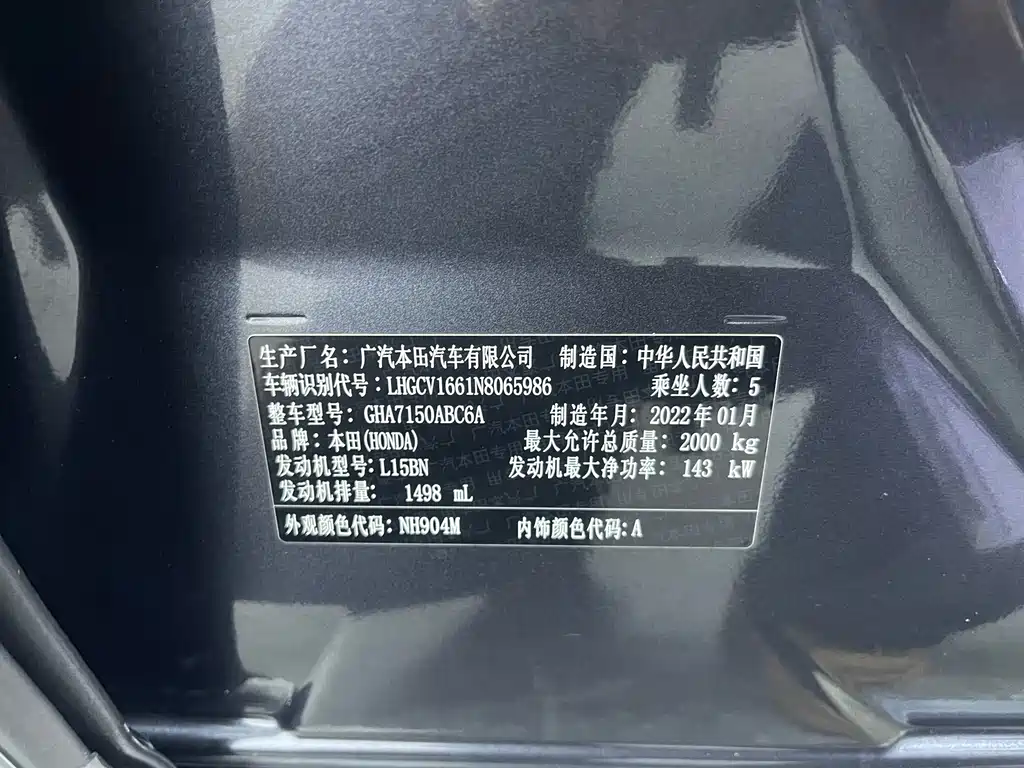 生产厂名：广汽本田汽车有限公司 制造国：中华人民共和国
车辆识别代号：LHGCV1661N8065986 乘坐人数：5
整车型号：GHA7150ABC6A 制造年月：2022年01月
品牌：本田(HONDA) 最大允许总质量：2000 kg
发动机型号：L15BN 发动机最大净功率：143 kW
发动机排量： 1498 mL
外观颜色代码：NH904M 内饰颜色代码：A